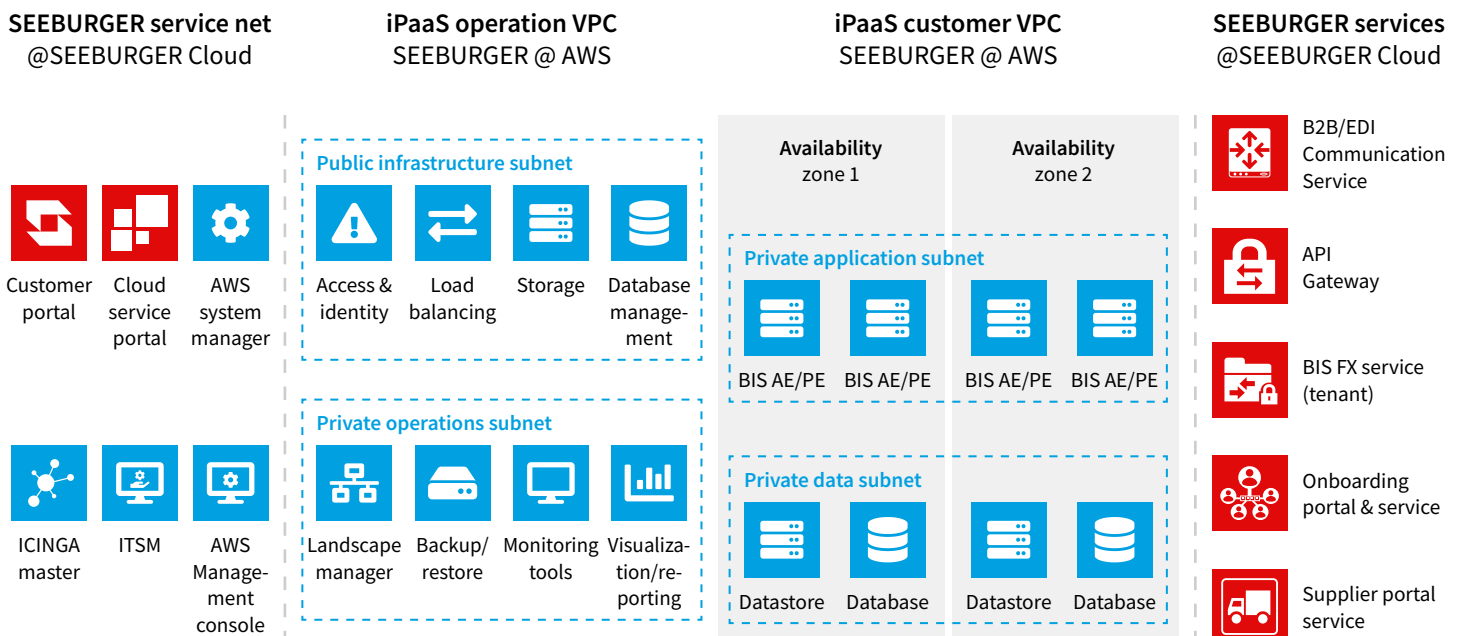 SEEBURGER service net
@SEEBURGER Cloud
Customer
portal
Cloud
service
portal
AWS
system
manager
ICINGA
master
ITSM
AWS
Manage-
ment
console
iPaaS operation VPC
SEEBURGER @ AWS
Public infrastructure subnet
Access &
identity
Load
balancing
Storage
Database
manage-
ment
Private operations subnet
Landscape
manager
Backup/
restore
Monitoring
tools
Visualiza-
tion/re-
porting
iPaaS customer VPC
SEEBURGER @ AWS
Availability
zone 1
Availability
zone 2
Private application subnet
BIS AE/PE
BIS AE/PE
BIS AE/PE
BIS AE/PE
Private data subnet
Datastore
Database
Datastore
Database
SEEBURGER services
@SEEBURGER Cloud
B2B/EDI
Communication
Service
API
Gateway
BIS FX service
(tenant)
Onboarding
portal & service
Supplier portal
service